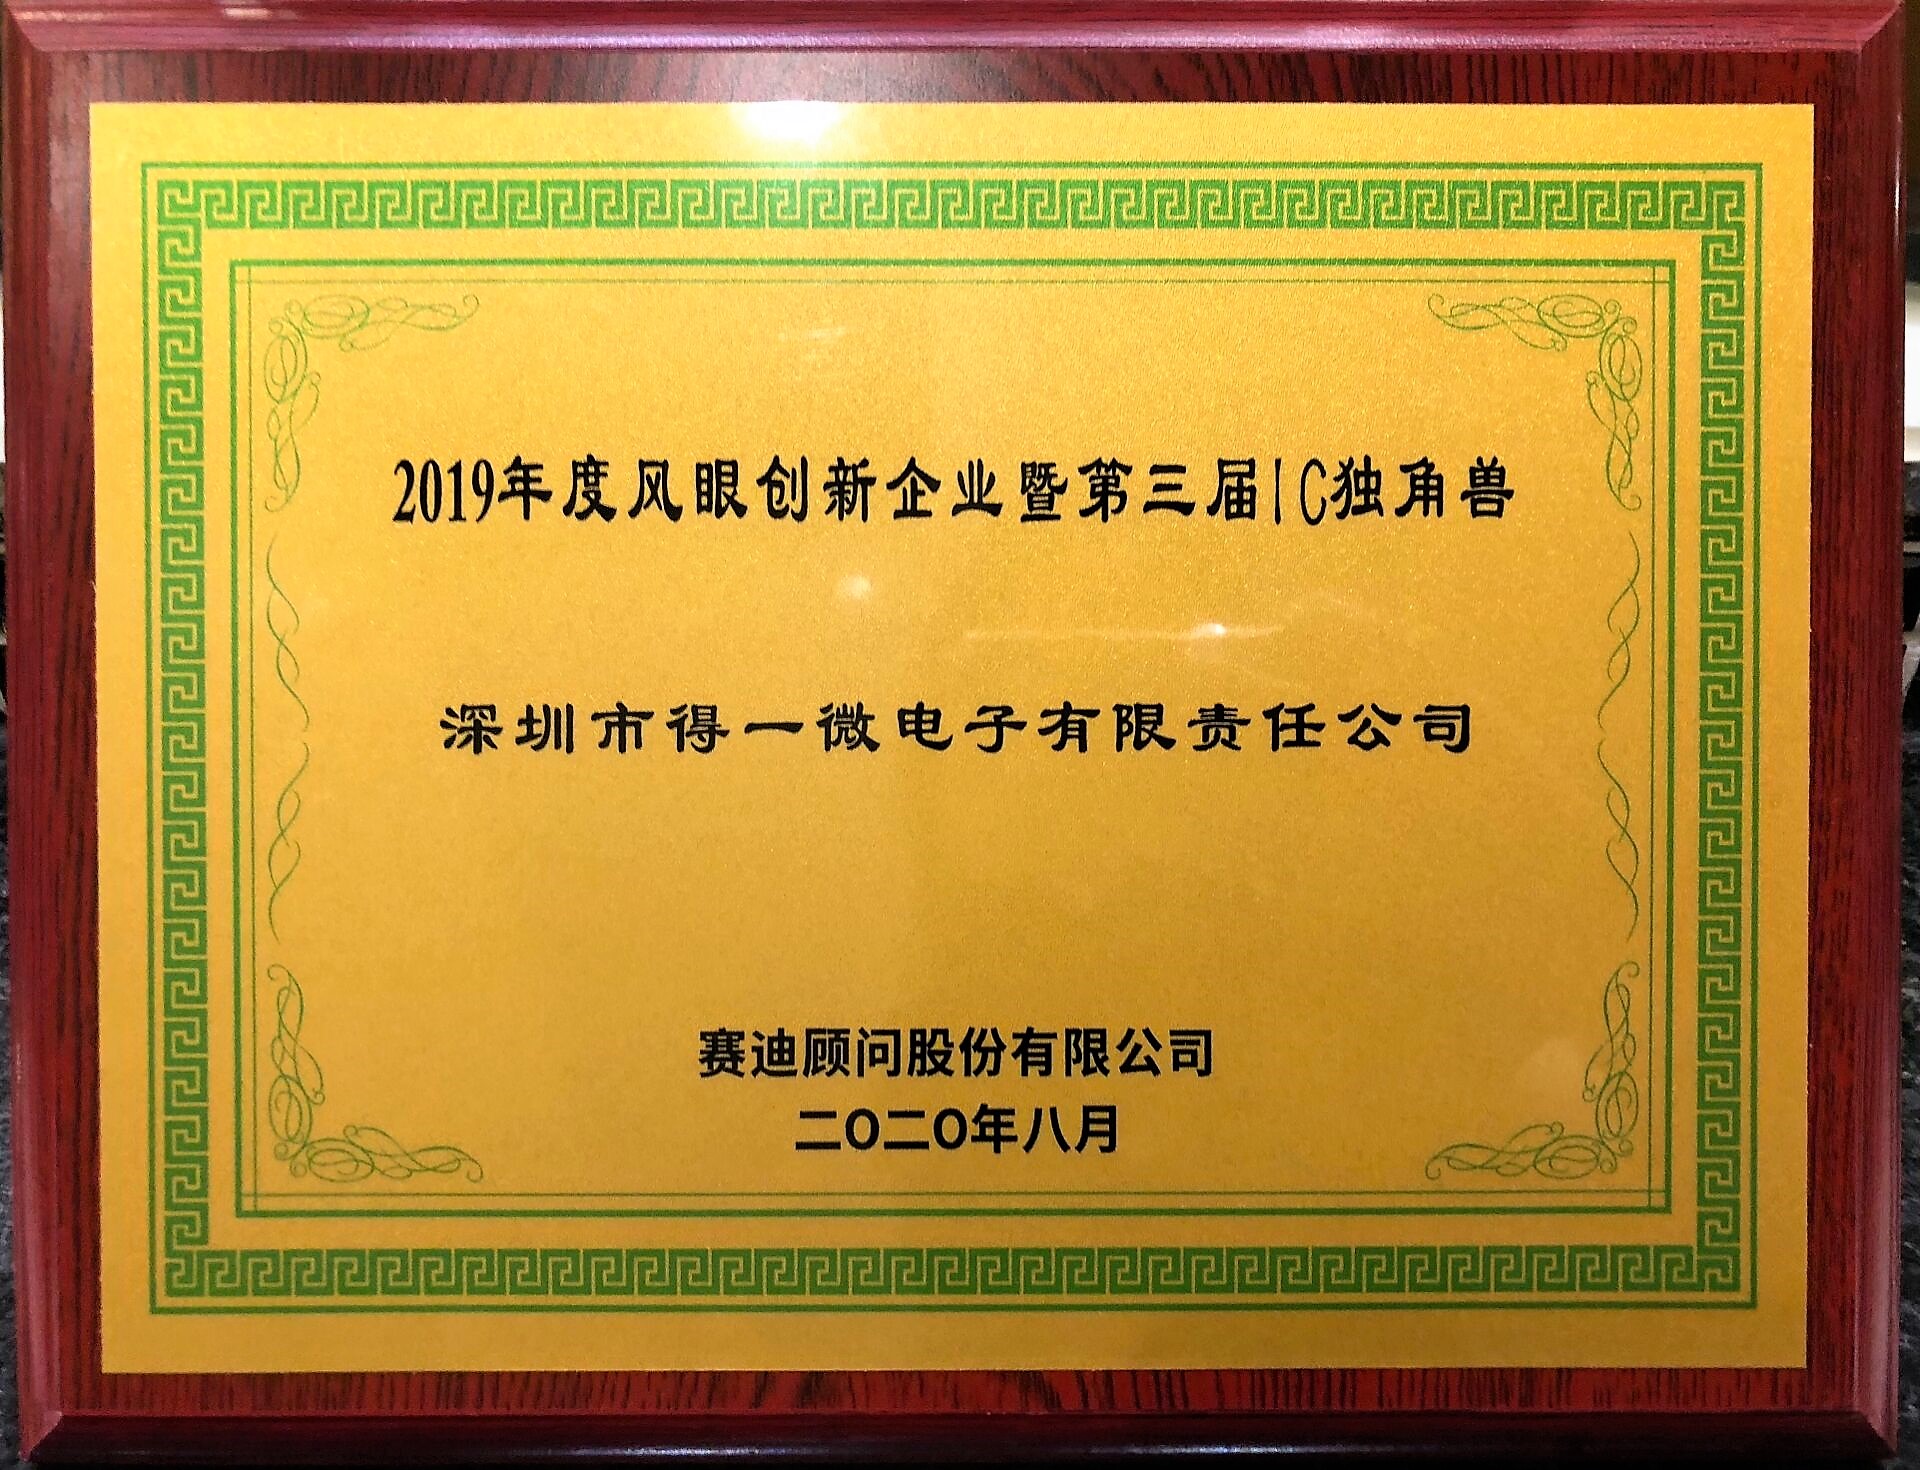 2019年度风眼创新企业暨第三届IC独角兽
深圳市得一微电子有限责任公司
赛迪顾问股份有限公司
二O二O年八月